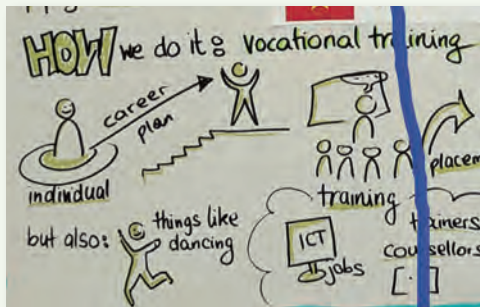 HOW we do it: vocational training
career
plan
individual
training
but also: things like
dancing
ICT
jobs
trainers
counsellors
[...]